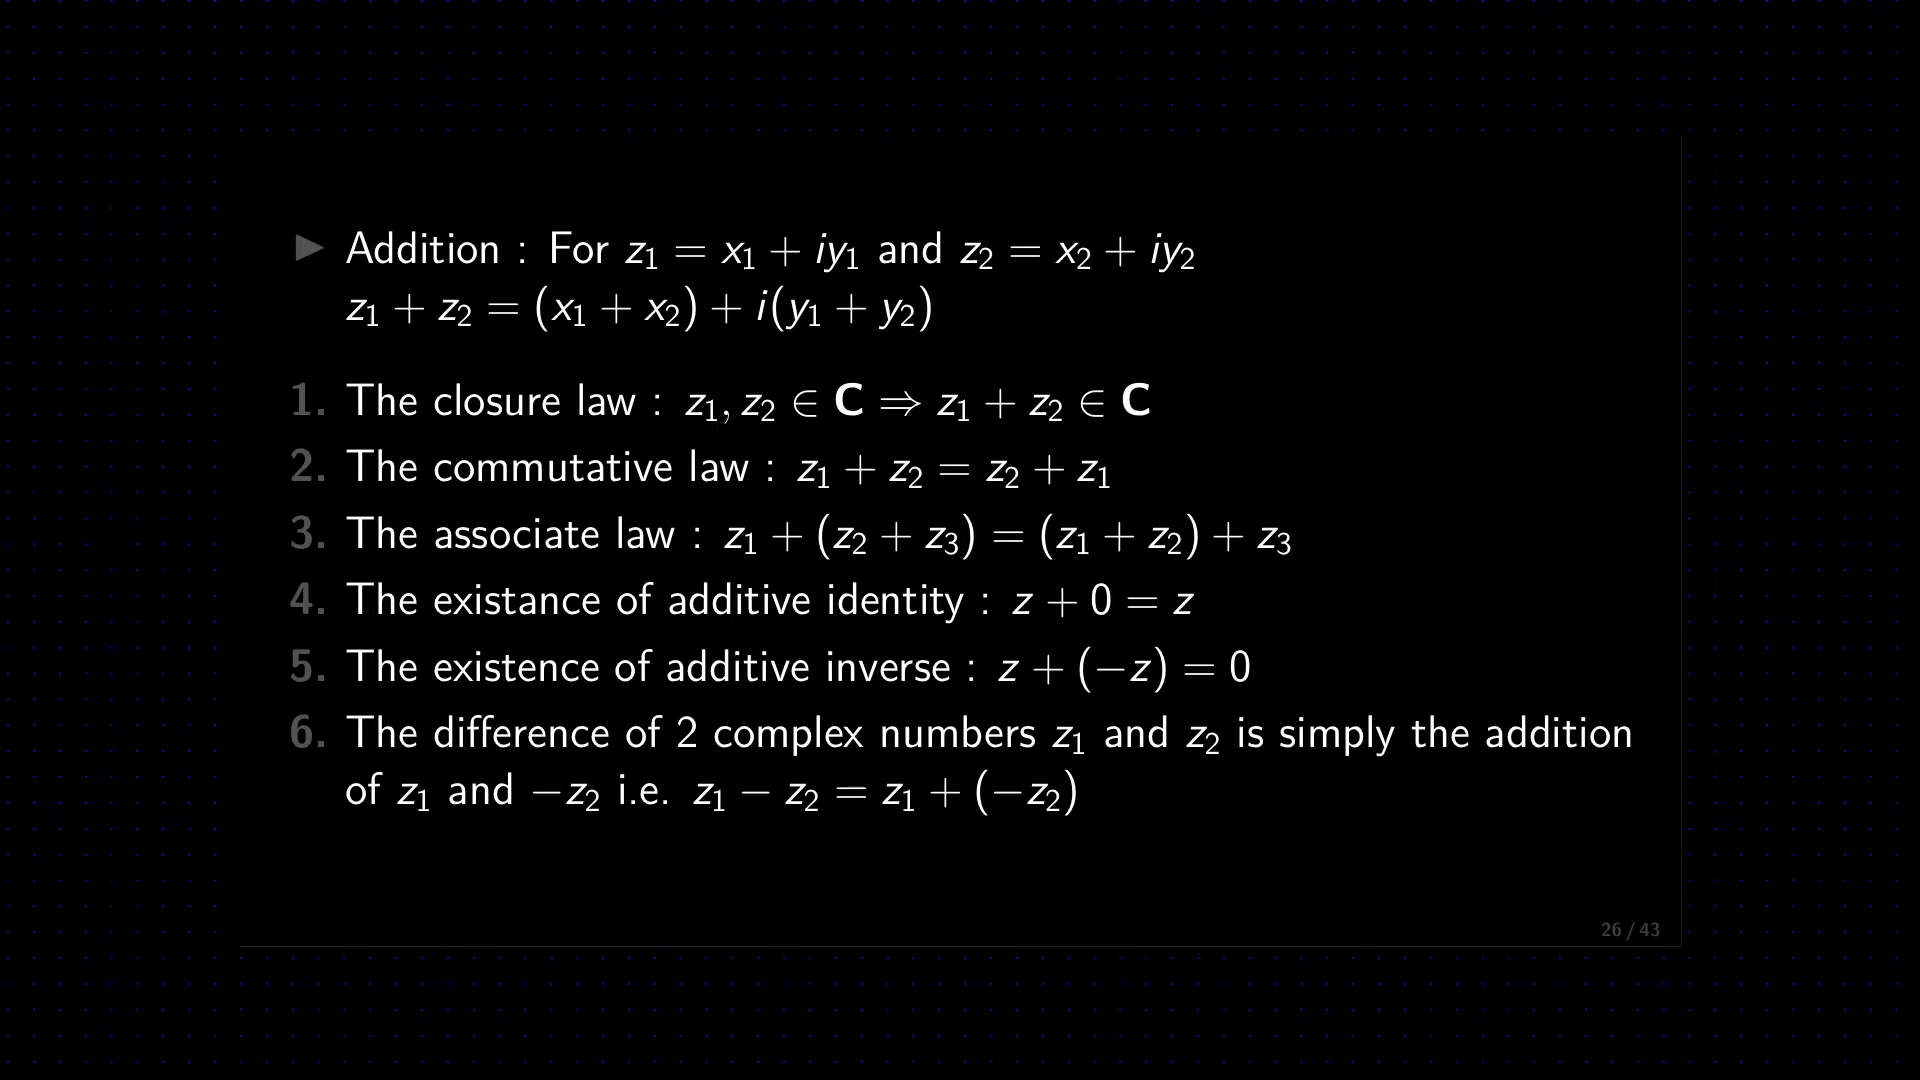 ▶ Addition : For z₁ = x₁ + iy₁ and z₂ = x₂ + iy₂
z₁ + z₂ = (x₁ + x₂) + i(y₁ + y₂)
1. The closure law : z₁, z₂ ∈ C ⇒ z₁ + z₂ ∈ C
2. The commutative law : z₁ + z₂ = z₂ + z₁
3. The associate law : z₁ + (z₂ + z₃) = (z₁ + z₂) + z₃
4. The existance of additive identity : z + 0 = z
5. The existence of additive inverse : z + (−z) = 0
6. The difference of 2 complex numbers z₁ and z₂ is simply the addition
of z₁ and −z₂ i.e. z₁ − z₂ = z₁ + (−z₂)
26 / 43